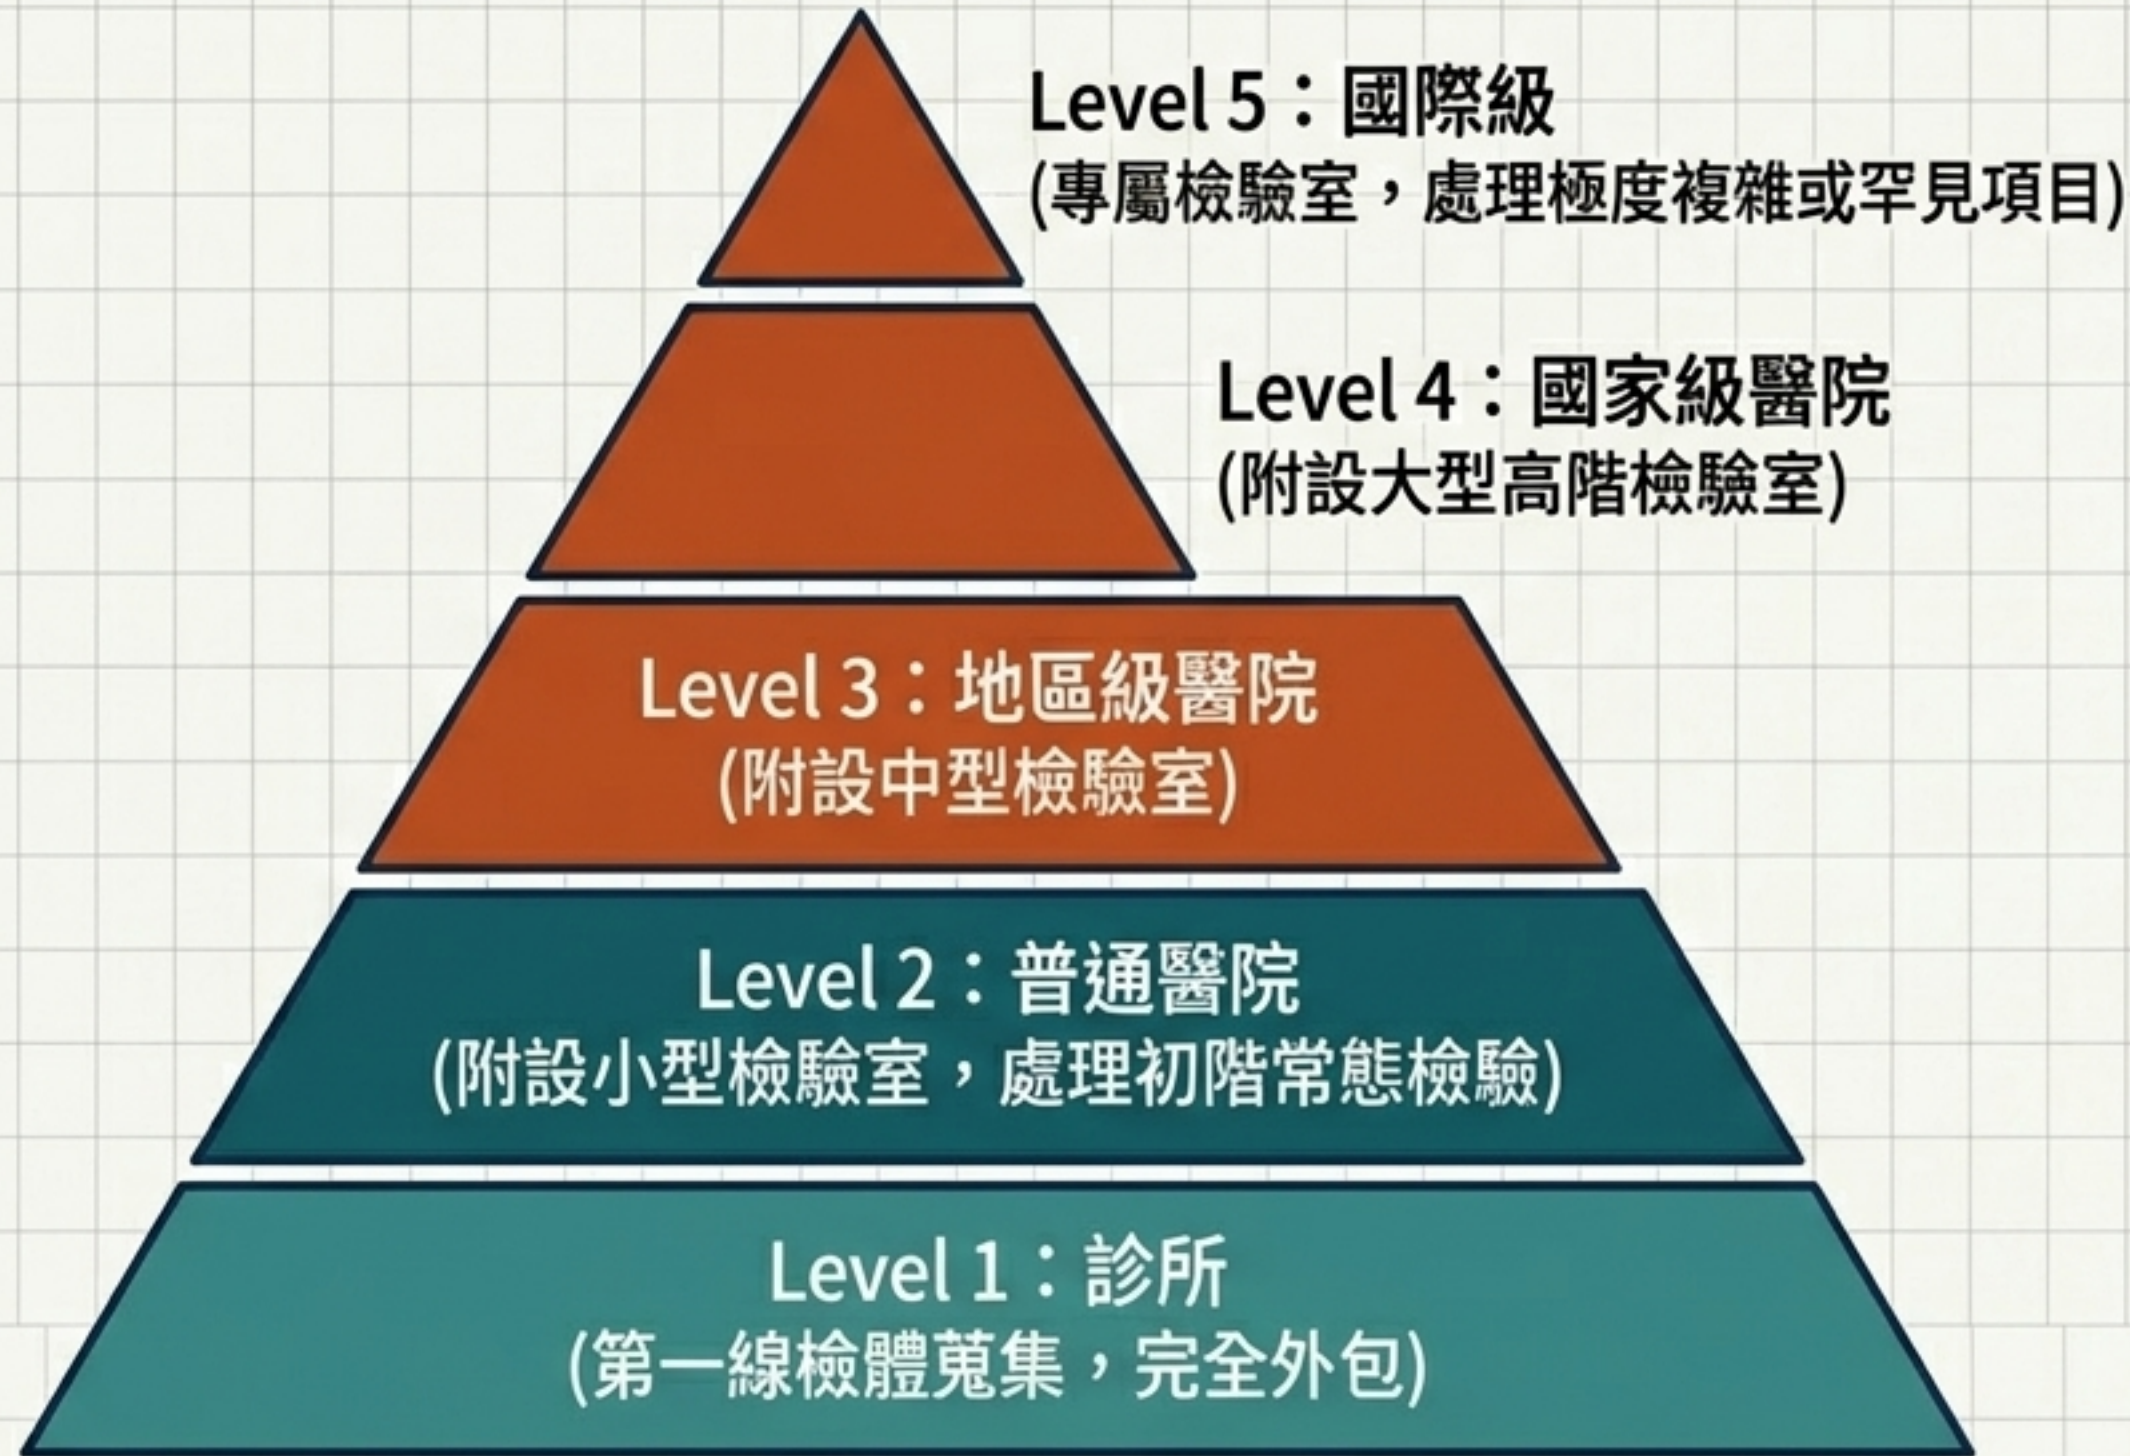 Level 5：國際級
(專屬檢驗室，處理極度複雜或罕見項目)
Level 4：國家級醫院
(附設大型高階檢驗室)
Level 3：地區級醫院
(附設中型檢驗室)
Level 2：普通醫院
(附設小型檢驗室，處理初階常態檢驗)
Level 1：診所
(第一線檢體蒐集，完全外包)